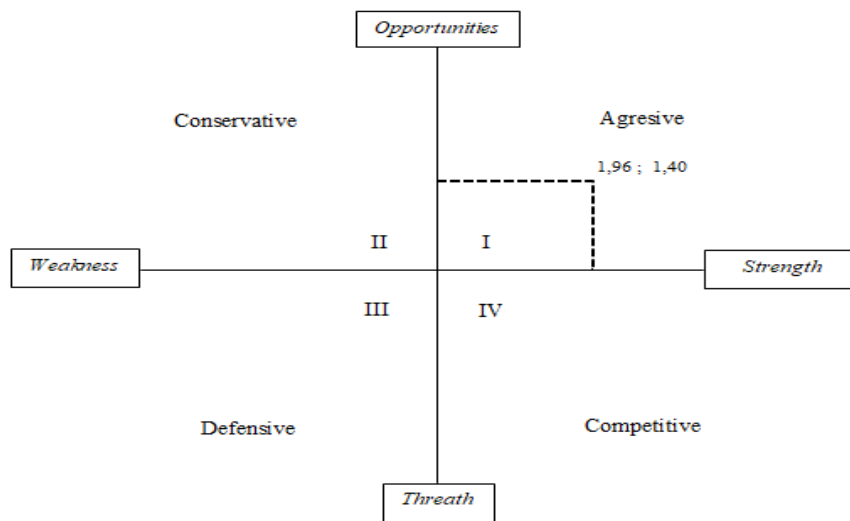 Opportunities
Conservative
Agresive
1,96 ; 1,40
II
I
Weakness
Strength
III
IV
Defensive
Competitive
Threath